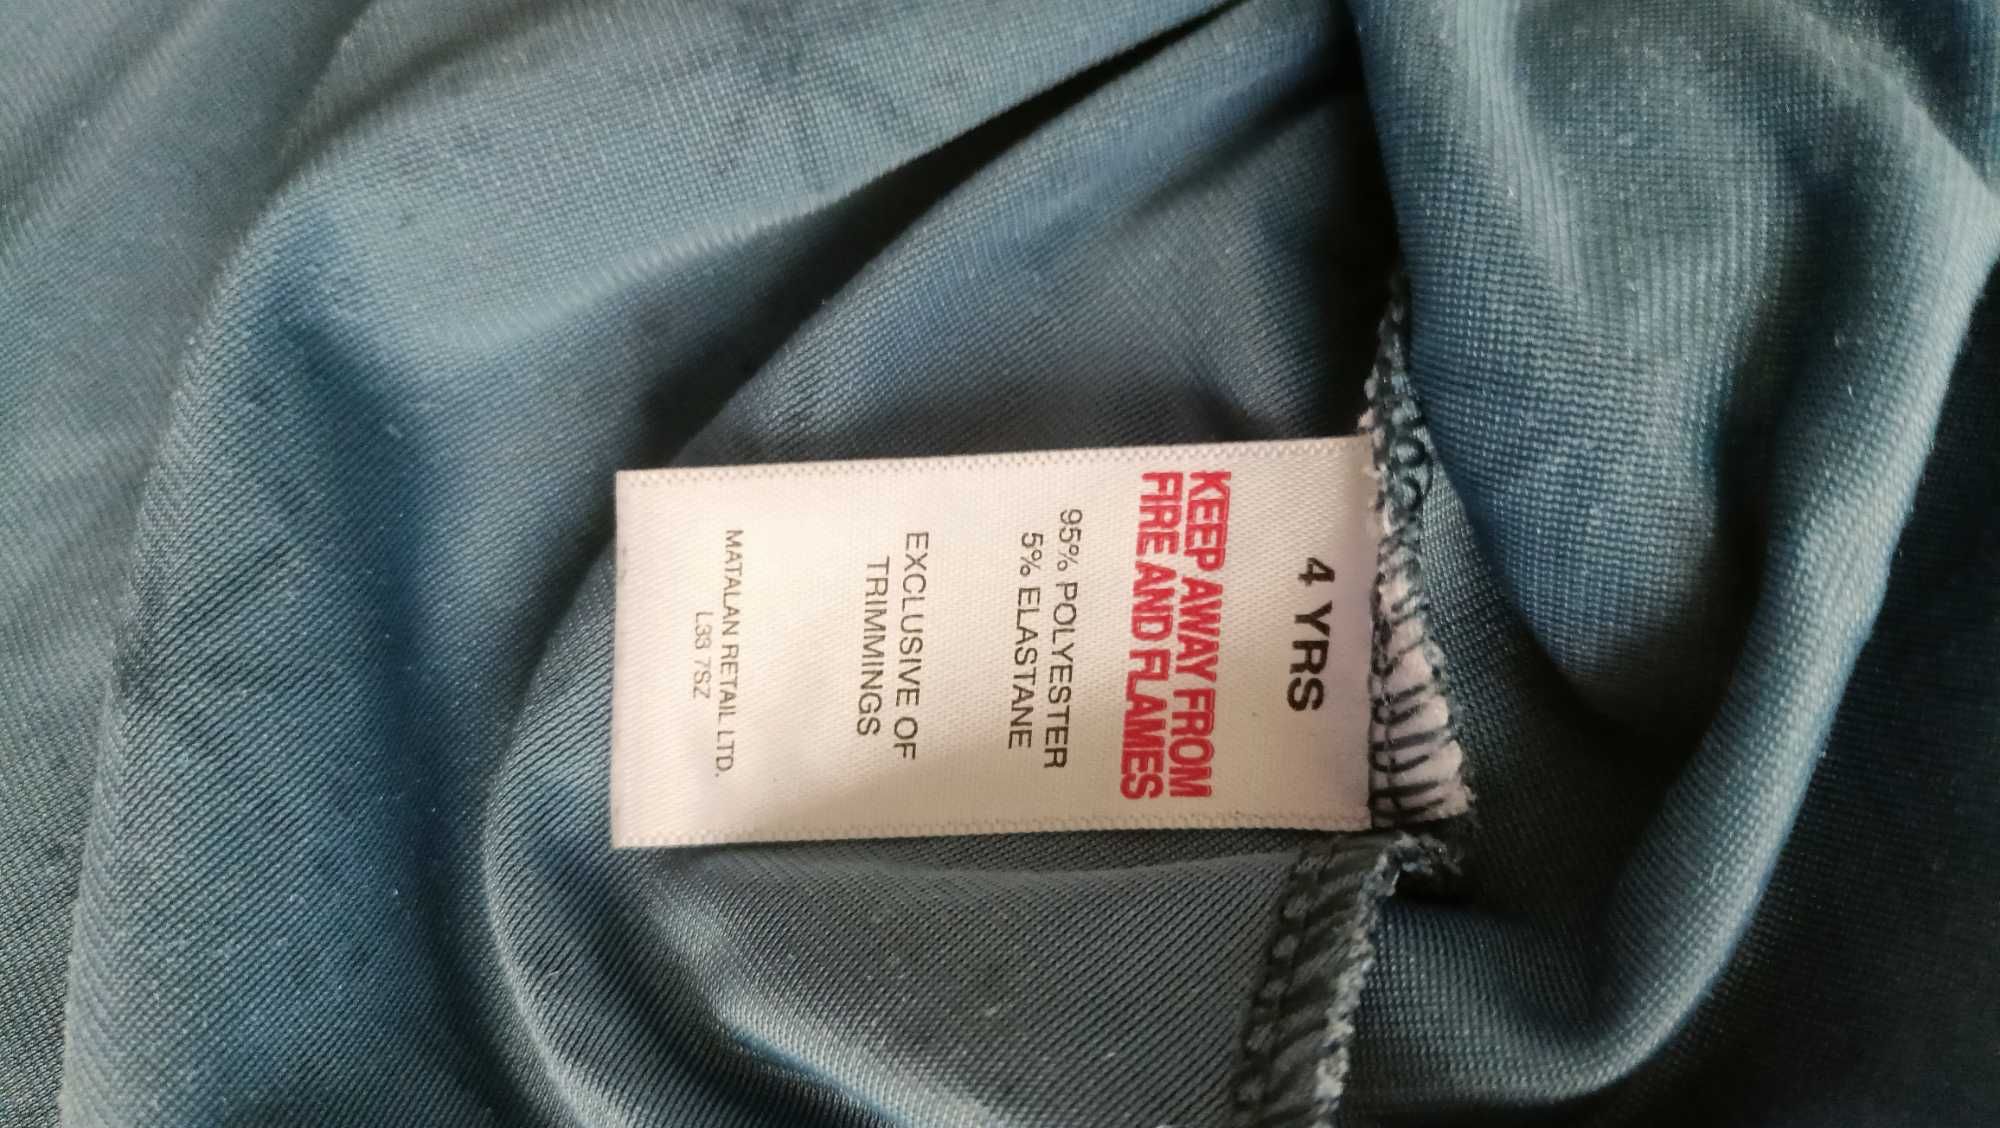 4 YRS
KEEP AWAY FROM
FIRE AND FLAMES
95% POLYESTER
5% ELASTANE
EXCLUSIVE OF
TRIMMINGS
MATALAN RETAIL LTD.
L33 7SZ